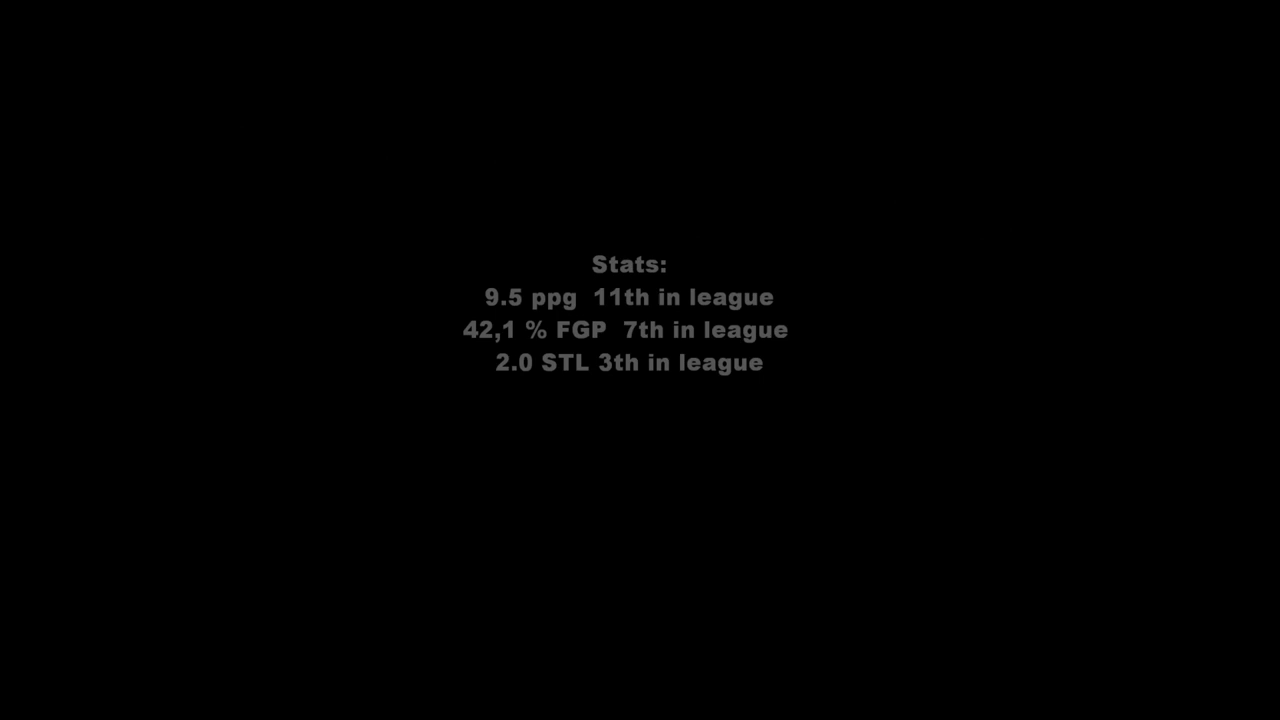 Stats:
9.5 ppg  11th in league
42,1 % FGP  7th in league
2.0 STL 3th in league